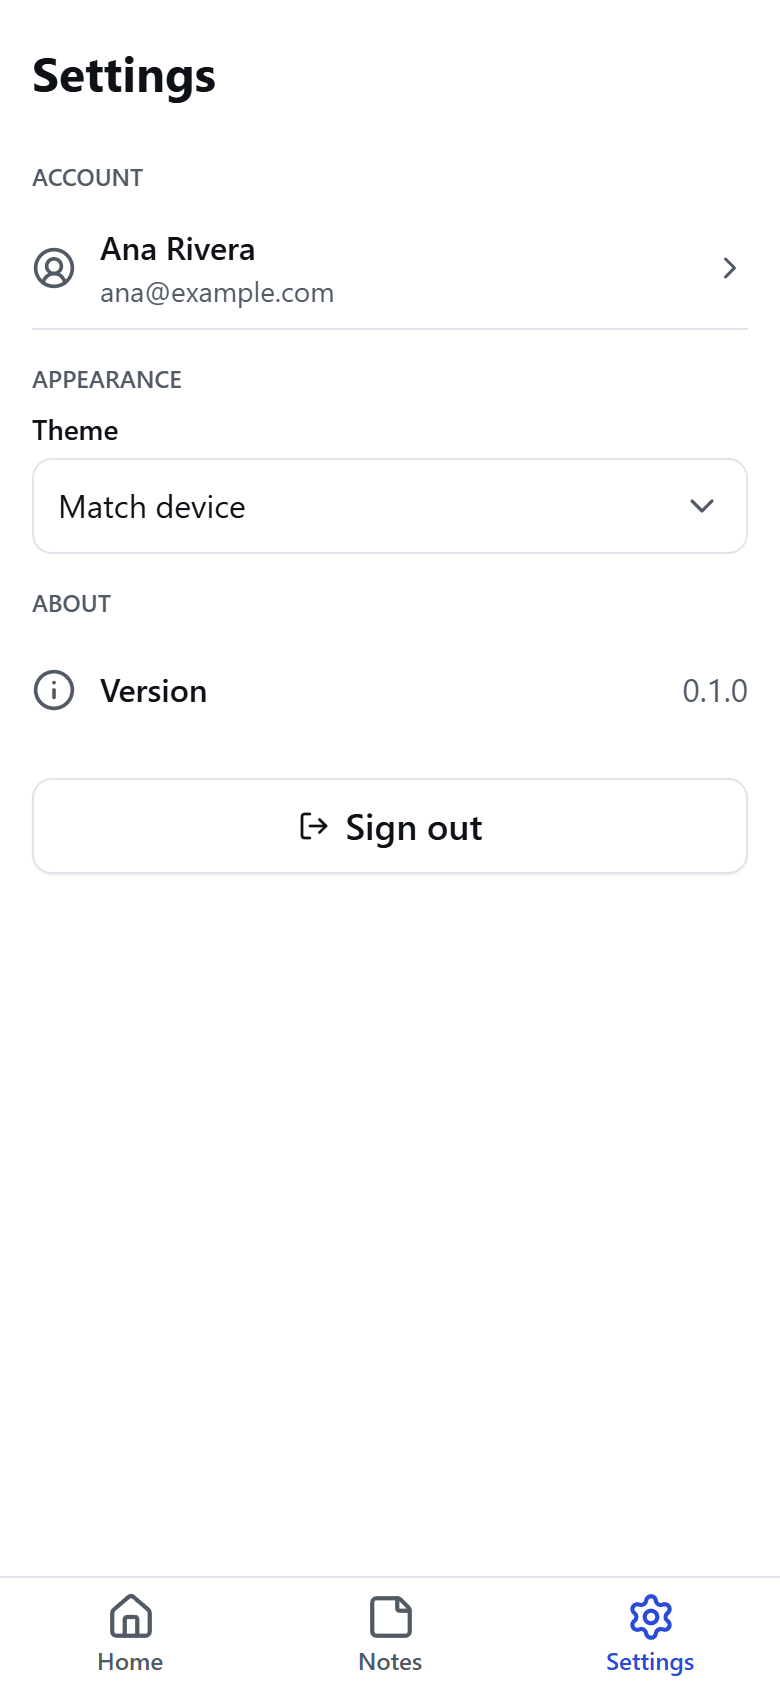 Settings
ACCOUNT
Ana Rivera
ana@example.com
APPEARANCE
Theme
Match device
ABOUT
Version 0.1.0
Sign out
Home Notes Settings